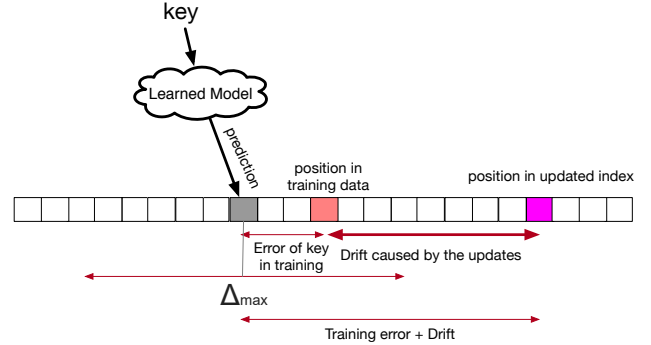 key
Learned Model
prediction
position in
training data
position in updated index
Error of key
in training
Drift caused by the updates
Δmax
Training error + Drift